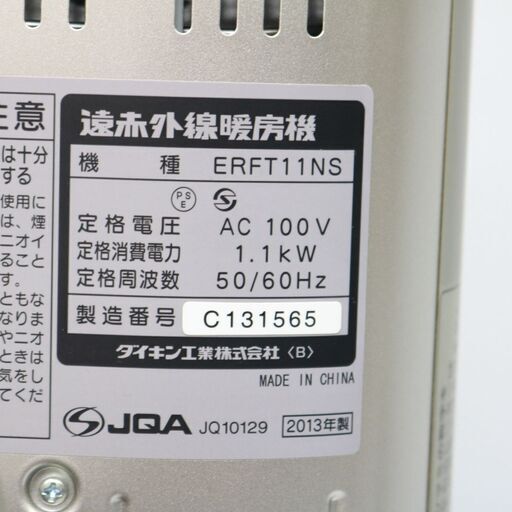 注意
は十分
する
使用に
は、煙
ニオイ
ること
す。
ともな
なりま
やニオ
ときは
気をし
てくだ
遠赤外線暖房機
機 種 ERFT11NS
PS
E
定格電圧 AC 100V
定格消費電力 1.1kW
定格周波数 50/60Hz
製造番号 C131565
ダイキン工業株式会社〈B〉
MADE IN CHINA
JQA JQ10129 2013年製